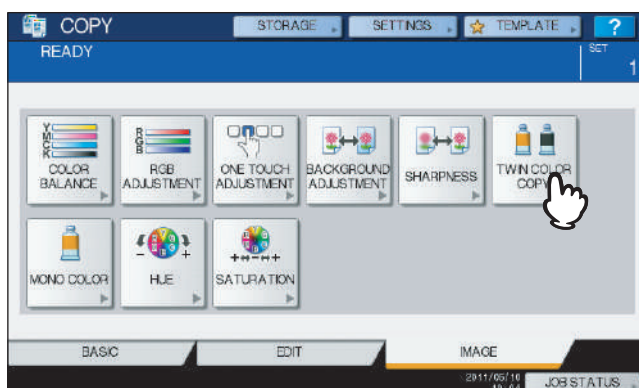 COPY STORAGE SETTINGS TEMPLATE ?
READY SET
1
Y
M
C
K
COLOR
BALANCE
R
G
B
RGB
ADJUSTMENT
ONE TOUCH
ADJUSTMENT
BACKGROUND
ADJUSTMENT
SHARPNESS
TWIN COLOR
COPY
MONO COLOR
HUE
SATURATION
BASIC EDIT IMAGE
2011/05/10
JOB STATUS